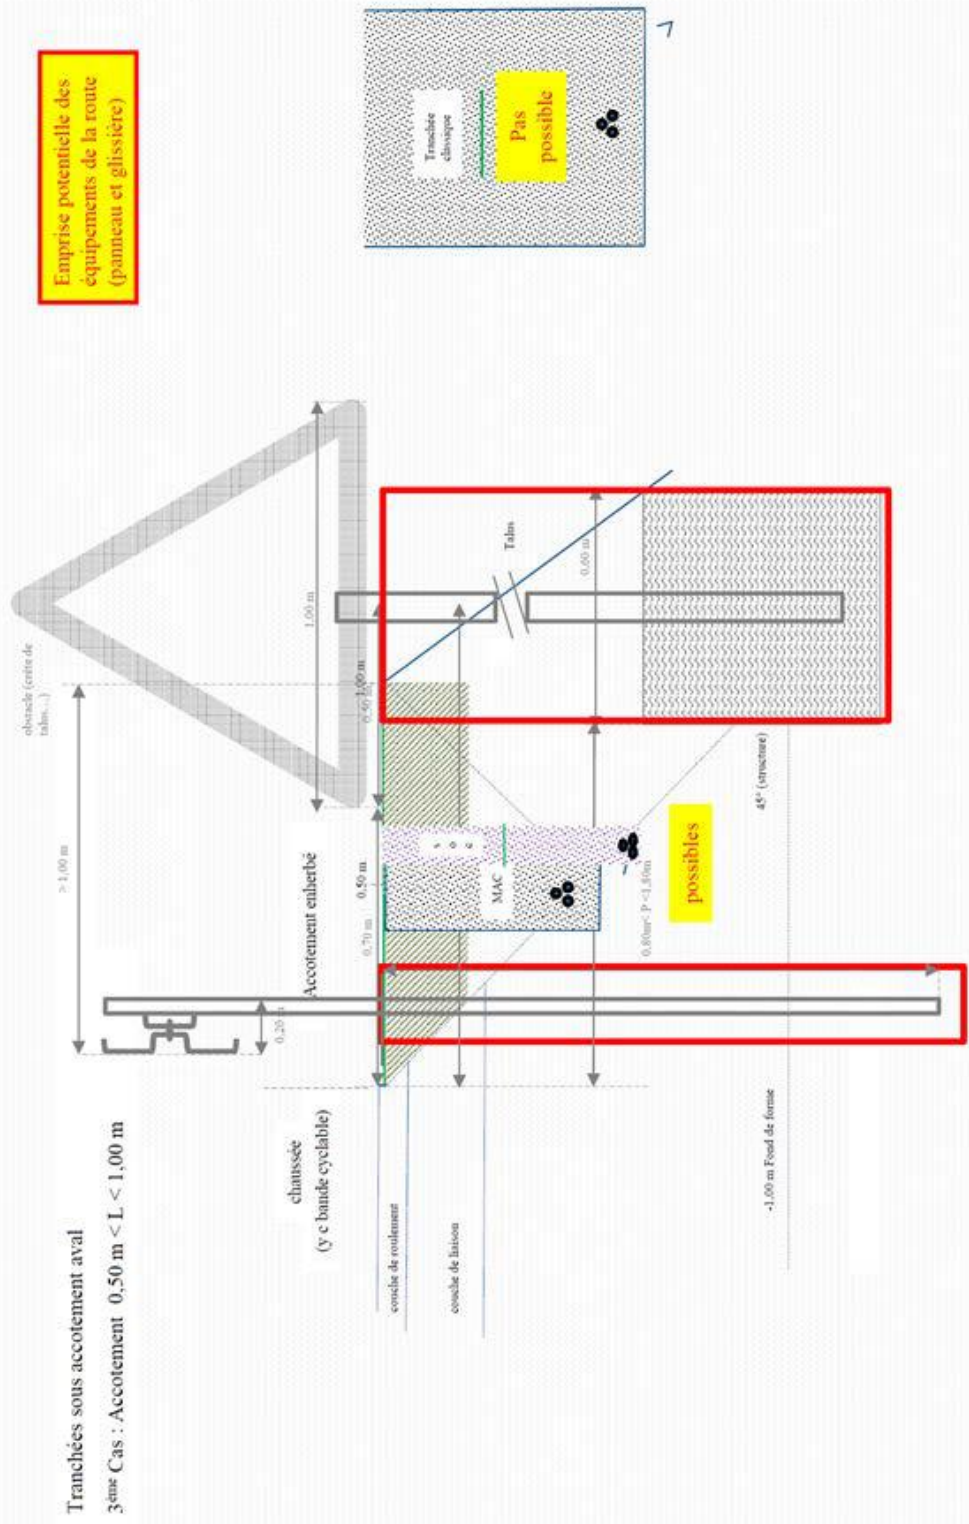 Tranchées sous accotement aval
3ème Cas : Accotement 0,50 m < L < 1,00 m
Emprise potentielle des
équipements de la route
(panneau et glissière)
obstacle (crête de
talus...)
> 1,00 m
0,20 m
1,00 m
Accotement enherbé
chaussée
(y c bande cyclable)
0,70 m
0,50 m
1,00 m
0,50 m
couche de roulement
couche de liaison
MAC
s
o
c
Talus
0,60 m
Tranchée
classique
Pas
possible
0,80m< P <1,80m
possibles
45° (structure)
-1,00 m Fond de forme